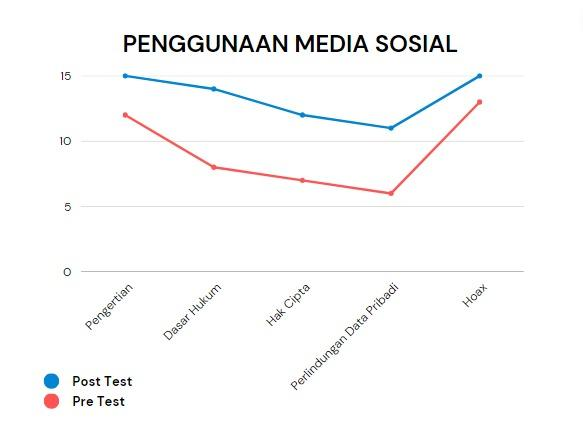 PENGGUNAAN MEDIA SOSIAL
15
10
5
0
Pengertian
Dasar Hukum
Hak Cipta
Perlindungan Data Pribadi
Hoax
Post Test
Pre Test